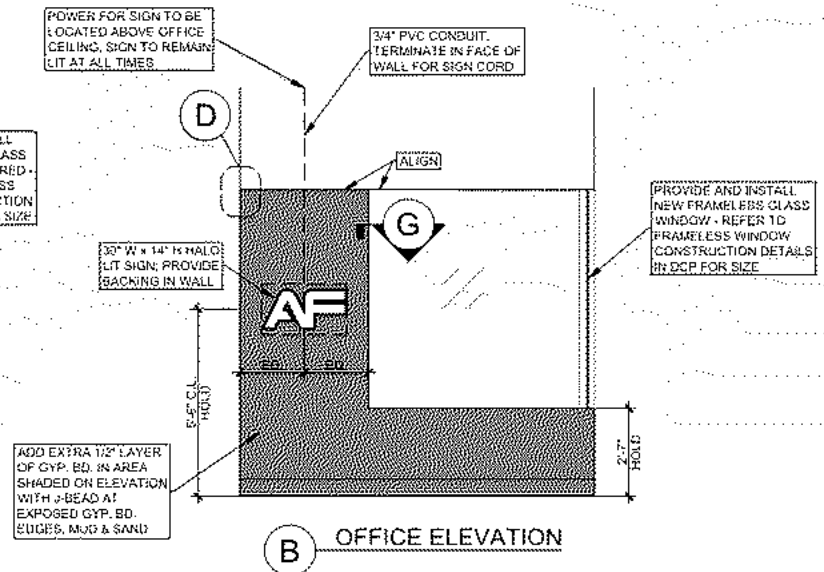 POWER FOR SIGN TO BE
LOCATED ABOVE OFFICE
CEILING, SIGN TO REMAIN
LIT AT ALL TIMES
3/4" PVC CONDUIT.
TERMINATE IN FACE OF
WALL FOR SIGN CORD
D
ALIGN
G
SIZE
PROVIDE AND INSTALL
NEW FRAMELESS GLASS
WINDOW - REFER TO
FRAMELESS WINDOW
CONSTRUCTION DETAILS
IN DCP FOR SIZE
W x 14" H HALO
LIT SIGN; PROVIDE
BACKING IN WALL
AF
C.L.
HOLD
2'-7"
HOLD
ADD EXTRA 1/2" LAYER
OF GYP. BD. IN AREA
SHADED ON ELEVATION
WITH J-BEAD AT
EXPOSED GYP. BD.
EDGES, MUD & SAND
B OFFICE ELEVATION